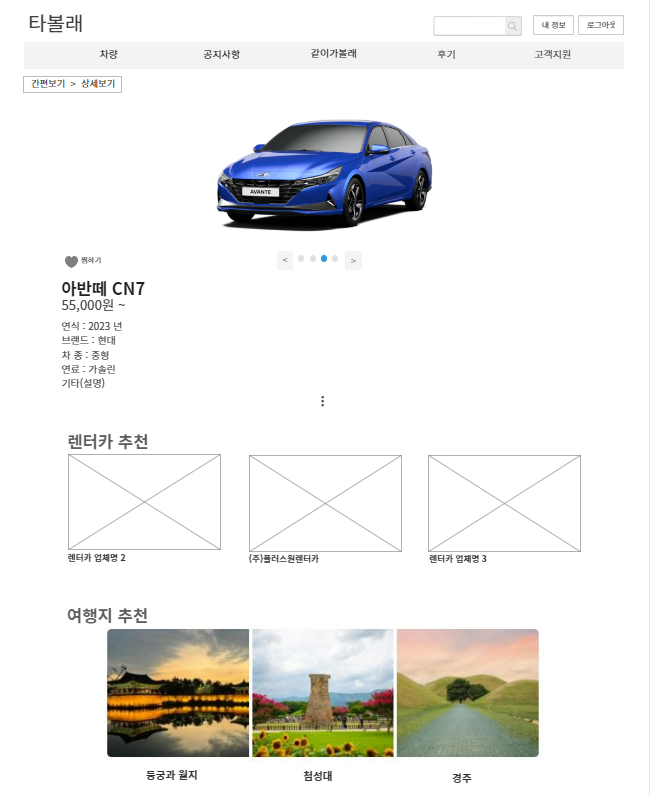 타볼래
내 정보
로그아웃
차량
공지사항
같이가볼래
후기
고객지원
간편보기 > 상세보기
AVANTE
<
>
찜하기
아반떼 CN7
55,000원 ~
연식 : 2023 년
브랜드 : 현대
차 종 : 중형
연료 : 가솔린
기타(설명)
렌터카 추천
렌터카 업체명 2
(주)플러스원렌터카
렌터카 업체명 3
여행지 추천
동궁과 월지
첨성대
경주